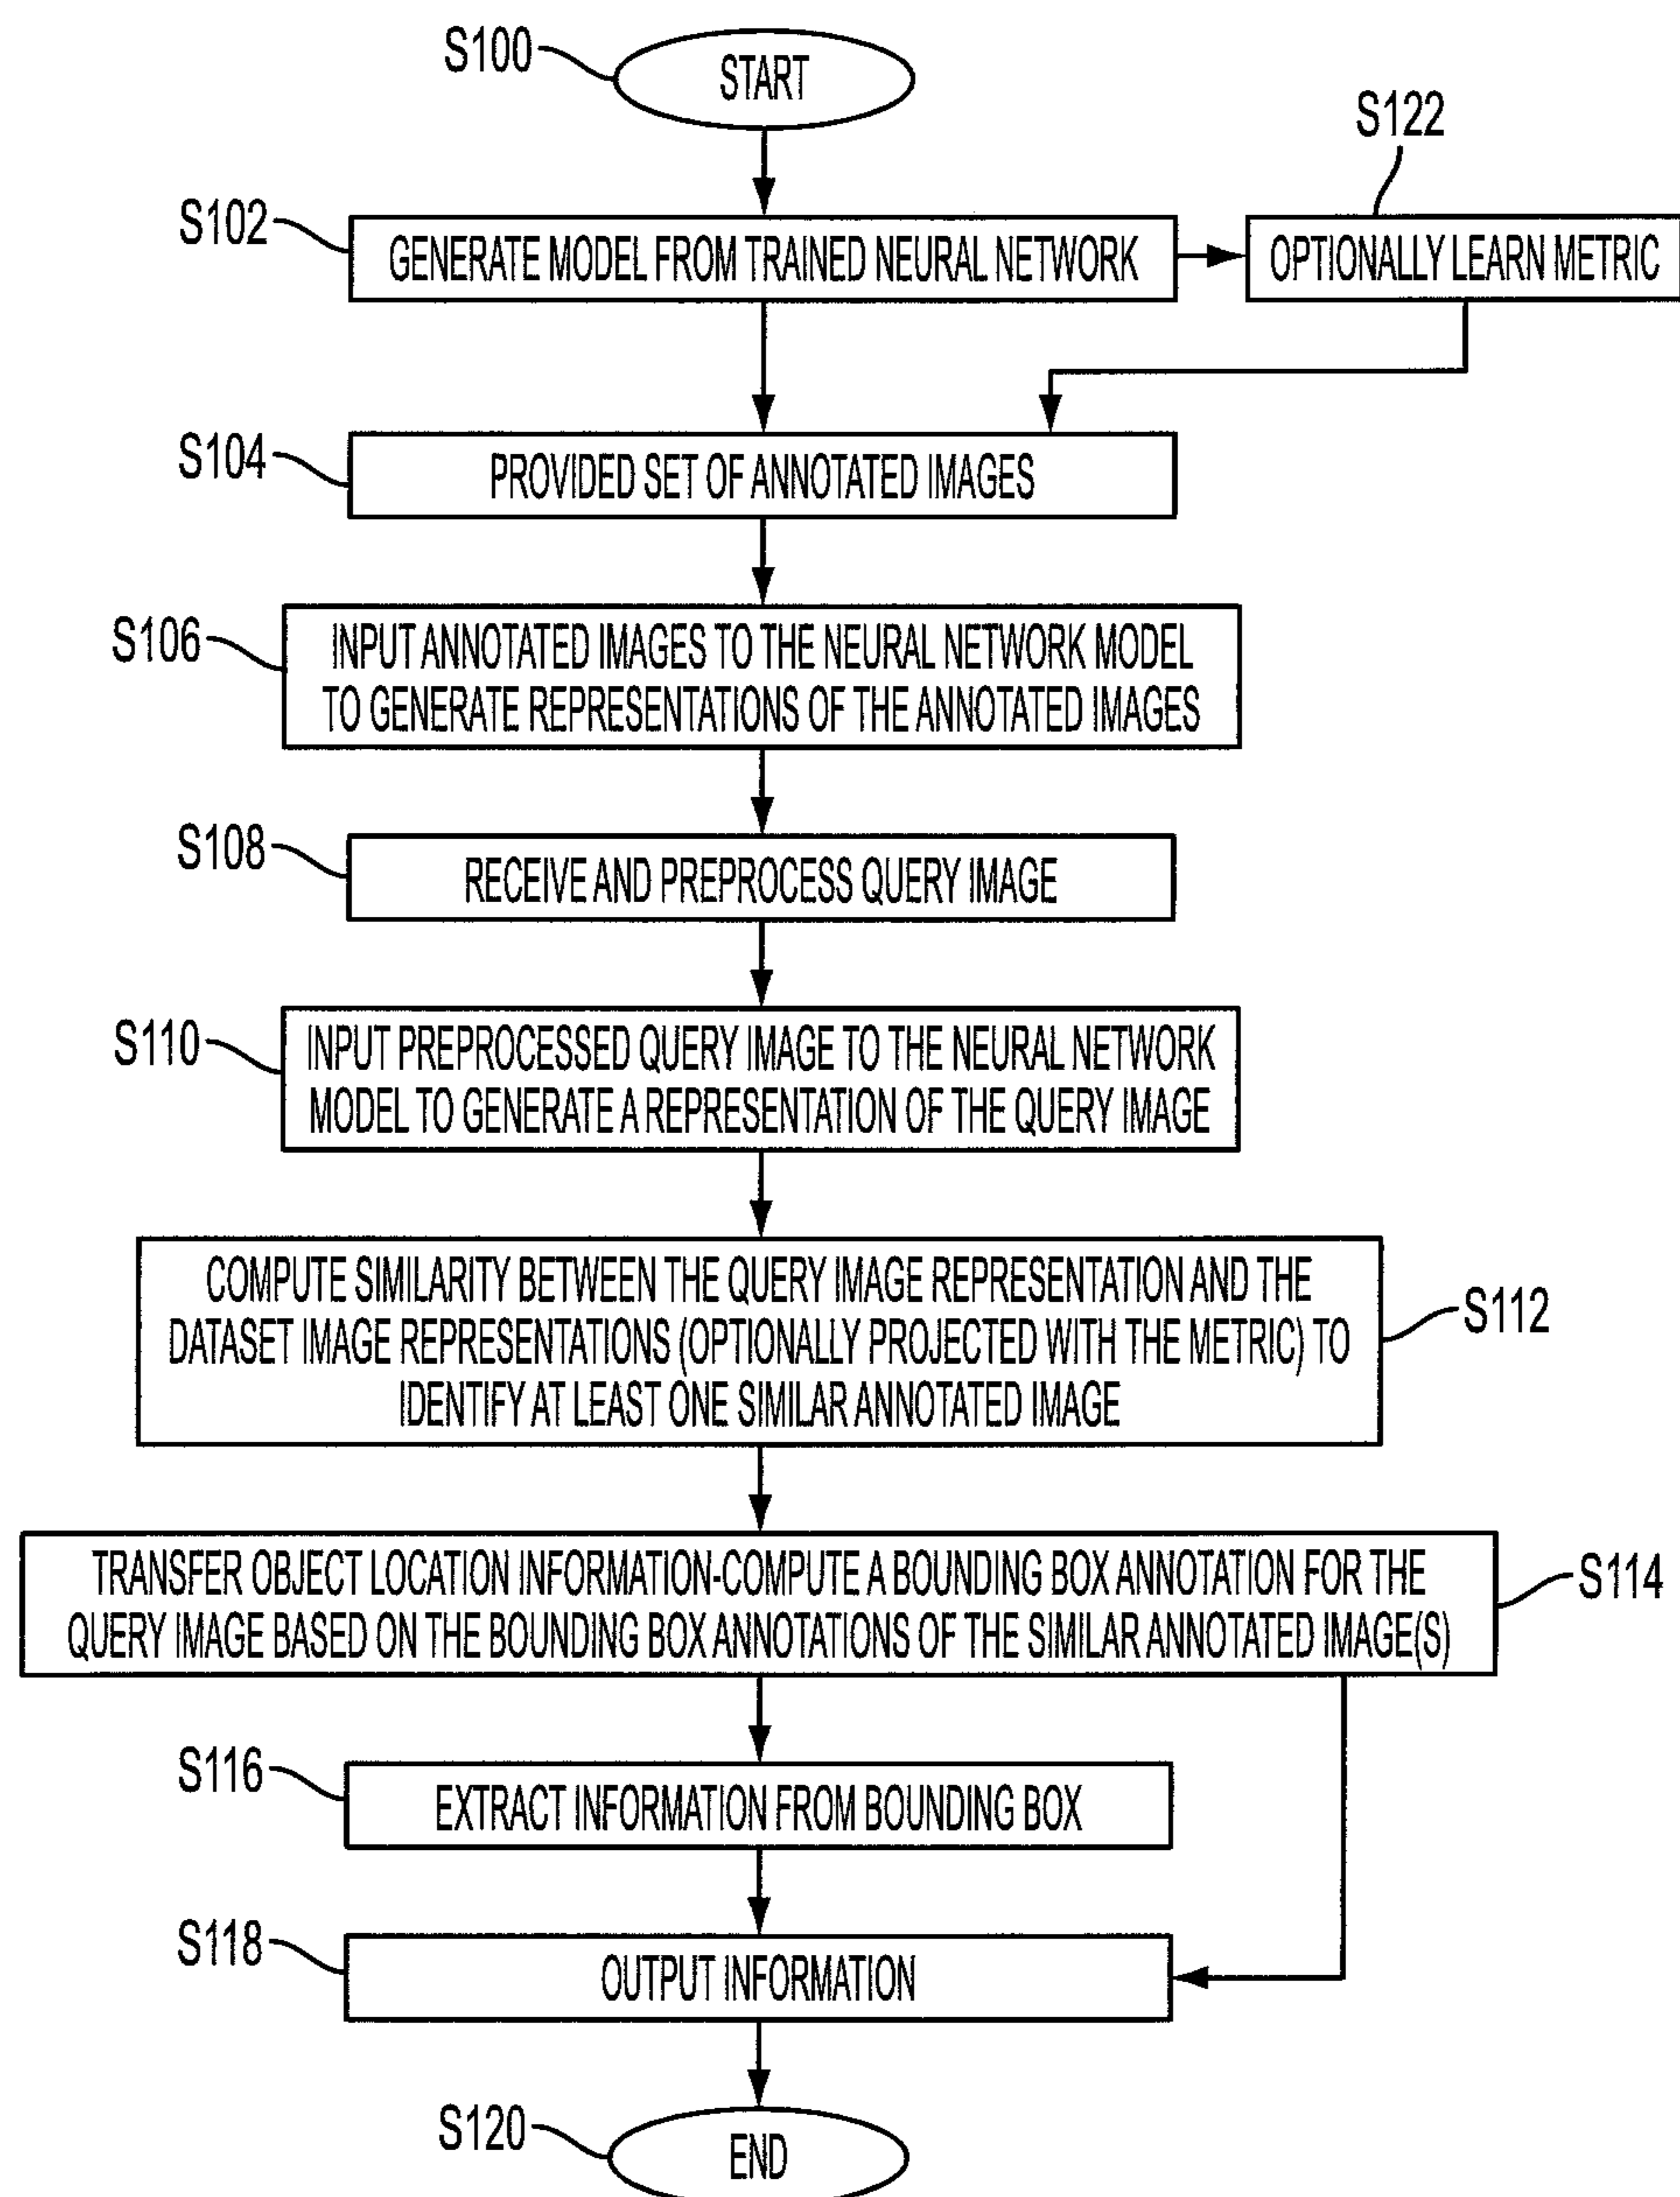 S100
START
S122
S102
GENERATE MODEL FROM TRAINED NEURAL NETWORK
OPTIONALLY LEARN METRIC
S104
PROVIDED SET OF ANNOTATED IMAGES
S106
INPUT ANNOTATED IMAGES TO THE NEURAL NETWORK MODEL
TO GENERATE REPRESENTATIONS OF THE ANNOTATED IMAGES
S108
RECEIVE AND PREPROCESS QUERY IMAGE
S110
INPUT PREPROCESSED QUERY IMAGE TO THE NEURAL NETWORK
MODEL TO GENERATE A REPRESENTATION OF THE QUERY IMAGE
COMPUTE SIMILARITY BETWEEN THE QUERY IMAGE REPRESENTATION AND THE
DATASET IMAGE REPRESENTATIONS (OPTIONALLY PROJECTED WITH THE METRIC) TO
IDENTIFY AT LEAST ONE SIMILAR ANNOTATED IMAGE
S112
TRANSFER OBJECT LOCATION INFORMATION-COMPUTE A BOUNDING BOX ANNOTATION FOR THE
QUERY IMAGE BASED ON THE BOUNDING BOX ANNOTATIONS OF THE SIMILAR ANNOTATED IMAGE(S)
S114
S116
EXTRACT INFORMATION FROM BOUNDING BOX
S118
OUTPUT INFORMATION
S120
END